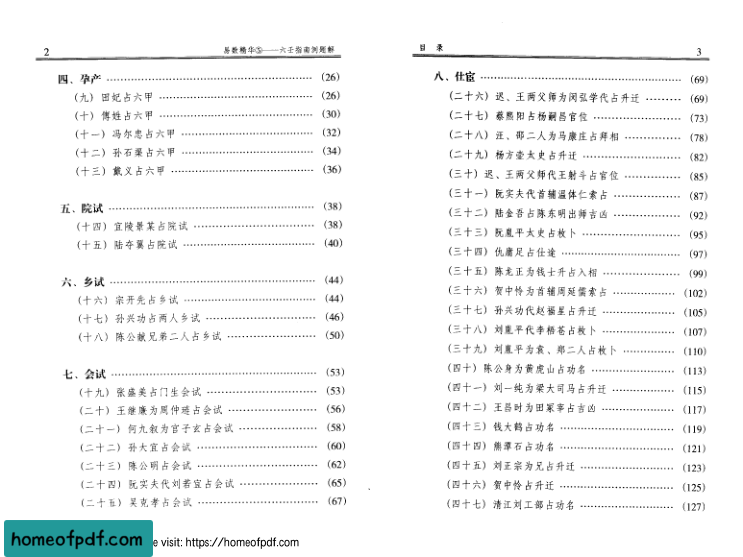 2
易数精华⑤——六壬指南例题解
四、孕产 (26)
(九) 田妃占六甲 (26)
(十) 傅姓占六甲 (30)
(十一) 冯尔忠占六甲 (32)
(十二) 孙石渠占六甲 (34)
(十三) 戴义占六甲 (36)
五、院试 (38)
(十四) 宜陵景某占院试 (38)
(十五) 陆夺翼占院试 (40)
六、乡试 (44)
(十六) 宗开先占乡试 (44)
(十七) 孙兴功占两人乡试 (46)
(十八) 陈公献兄弟二人占乡试 (50)
七、会试 (53)
(十九) 张盛美占门生会试 (53)
(二十) 王继廉为周仲琏占会试 (56)
(二十一) 何九叙为宫子玄占会试 (58)
(二十二) 孙大宜占会试 (60)
(二十三) 陈公明占会试 (62)
(二十四) 阮实夫代刘若宜占会试 (65)
(二十五) 吴克孝占会试 (67)
目录
3
八、仕宦 (69)
(二十六) 迟、王两父师为闵弘学代占升迁 (69)
(二十七) 蔡熙阳占杨嗣昌官位 (73)
(二十八) 汪、邵二人为马康庄占拜相 (78)
(二十九) 杨方壶太史占升迁 (82)
(三十) 迟、王两父师代王射斗占官位 (85)
(三十一) 阮实夫代首辅温体仁索占 (87)
(三十二) 陆金吾占陈东明出师吉凶 (92)
(三十三) 阮胤平太史占枚卜 (95)
(三十四) 仇庸足占仕途 (97)
(三十五) 陈龙正为钱士升占入相 (99)
(三十六) 贺中怜为首辅周延儒索占 (102)
(三十七) 孙兴功代赵福星占升迁 (105)
(三十八) 刘胤平代李精苍占枚卜 (107)
(三十九) 刘胤平为袁、郑二人占枚卜 (110)
(四十) 陈公身为黄虎山占功名 (113)
(四十一) 刘一纯为梁大司马占升迁 (115)
(四十二) 王吕时为田冢宰占吉凶 (117)
(四十三) 钱大鹤占功名 (119)
(四十四) 熊潭石占功名 (121)
(四十五) 刘正宗为兄占升迁 (123)
(四十六) 贺中怜占升迁 (125)
(四十七) 清江刘工部占功名 (127)
homeofpdf.com
e visit: https://homeofpdf.com